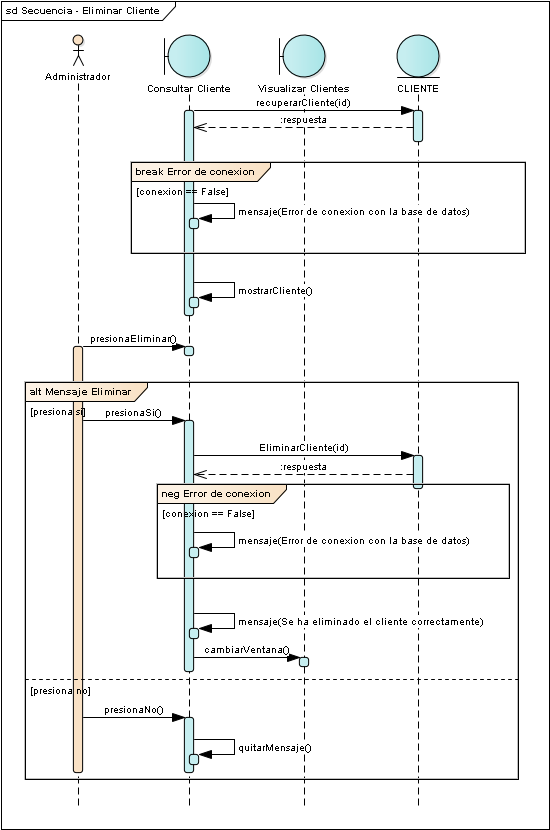 sd Secuencia - Eliminar Cliente
Administrador
Consultar Cliente
Visualizar Clientes
CLIENTE
recuperarCliente(id)
:respuesta
break Error de conexion
[conexion == False]
mensaje(Error de conexion con la base de datos)
mostrarCliente()
presionaEliminar()
alt Mensaje Eliminar
[presiona si]
presionaSi()
EliminarCliente(id)
:respuesta
neg Error de conexion
[conexion == False]
mensaje(Error de conexion con la base de datos)
mensaje(Se ha eliminado el cliente correctamente)
cambiarVentana()
[presiona no]
presionaNo()
quitarMensaje()